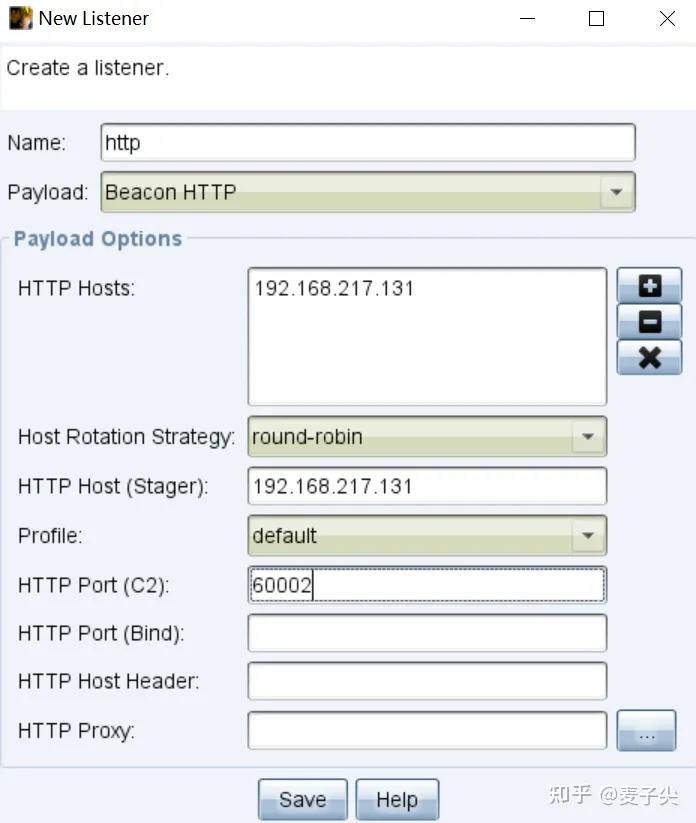 New Listener
Create a listener.
Name: http
Payload: Beacon HTTP
Payload Options
HTTP Hosts: 192.168.217.131
Host Rotation Strategy: round-robin
HTTP Host (Stager): 192.168.217.131
Profile: default
HTTP Port (C2): 60002
HTTP Port (Bind):
HTTP Host Header:
HTTP Proxy: ...
Save Help
知乎 @麦子尖